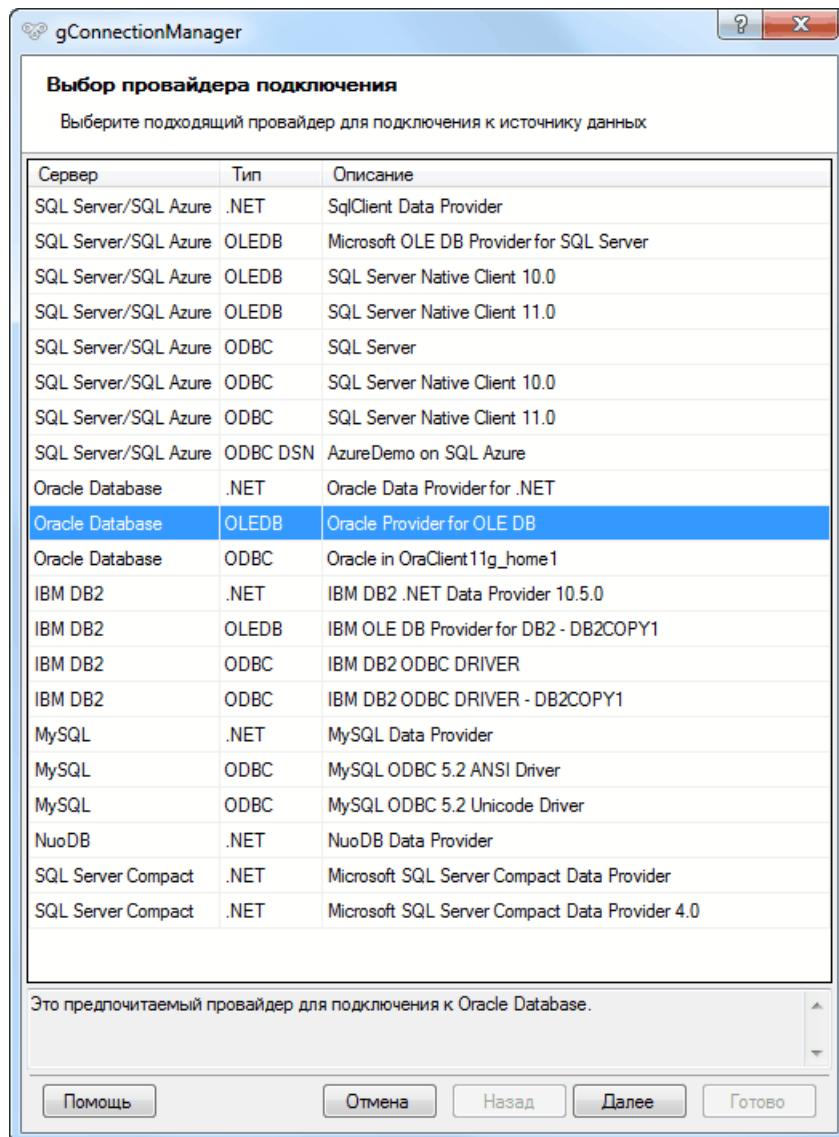 gConnectionManager
Выбор провайдера подключения
Выберите подходящий провайдер для подключения к источнику данных
Сервер Тип Описание
SQL Server/SQL Azure .NET SqlClient Data Provider
SQL Server/SQL Azure OLEDB Microsoft OLE DB Provider for SQL Server
SQL Server/SQL Azure OLEDB SQL Server Native Client 10.0
SQL Server/SQL Azure OLEDB SQL Server Native Client 11.0
SQL Server/SQL Azure ODBC SQL Server
SQL Server/SQL Azure ODBC SQL Server Native Client 10.0
SQL Server/SQL Azure ODBC SQL Server Native Client 11.0
SQL Server/SQL Azure ODBC DSN AzureDemo on SQL Azure
Oracle Database .NET Oracle Data Provider for .NET
Oracle Database OLEDB Oracle Provider for OLE DB
Oracle Database ODBC Oracle in OraClient11g_home1
IBM DB2 .NET IBM DB2 .NET Data Provider 10.5.0
IBM DB2 OLEDB IBM OLE DB Provider for DB2 - DB2COPY1
IBM DB2 ODBC IBM DB2 ODBC DRIVER
IBM DB2 ODBC IBM DB2 ODBC DRIVER - DB2COPY1
MySQL .NET MySQL Data Provider
MySQL ODBC MySQL ODBC 5.2 ANSI Driver
MySQL ODBC MySQL ODBC 5.2 Unicode Driver
NuoDB .NET NuoDB Data Provider
SQL Server Compact .NET Microsoft SQL Server Compact Data Provider
SQL Server Compact .NET Microsoft SQL Server Compact Data Provider 4.0
Это предпочитаемый провайдер для подключения к Oracle Database.
Помощь Отмена Назад Далее Готово